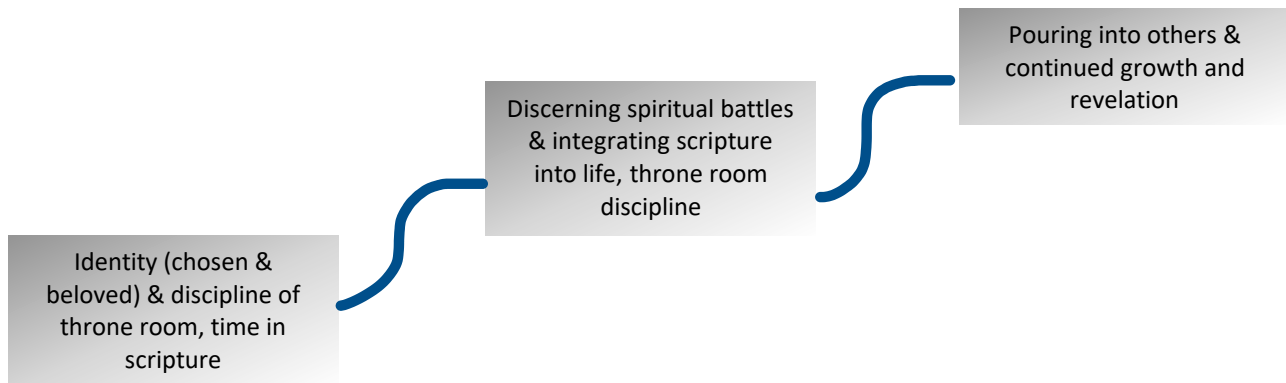 Pouring into others &
continued growth and
revelation
Discerning spiritual battles
& integrating scripture
into life, throne room
discipline
Identity (chosen &
beloved) & discipline of
throne room, time in
scripture